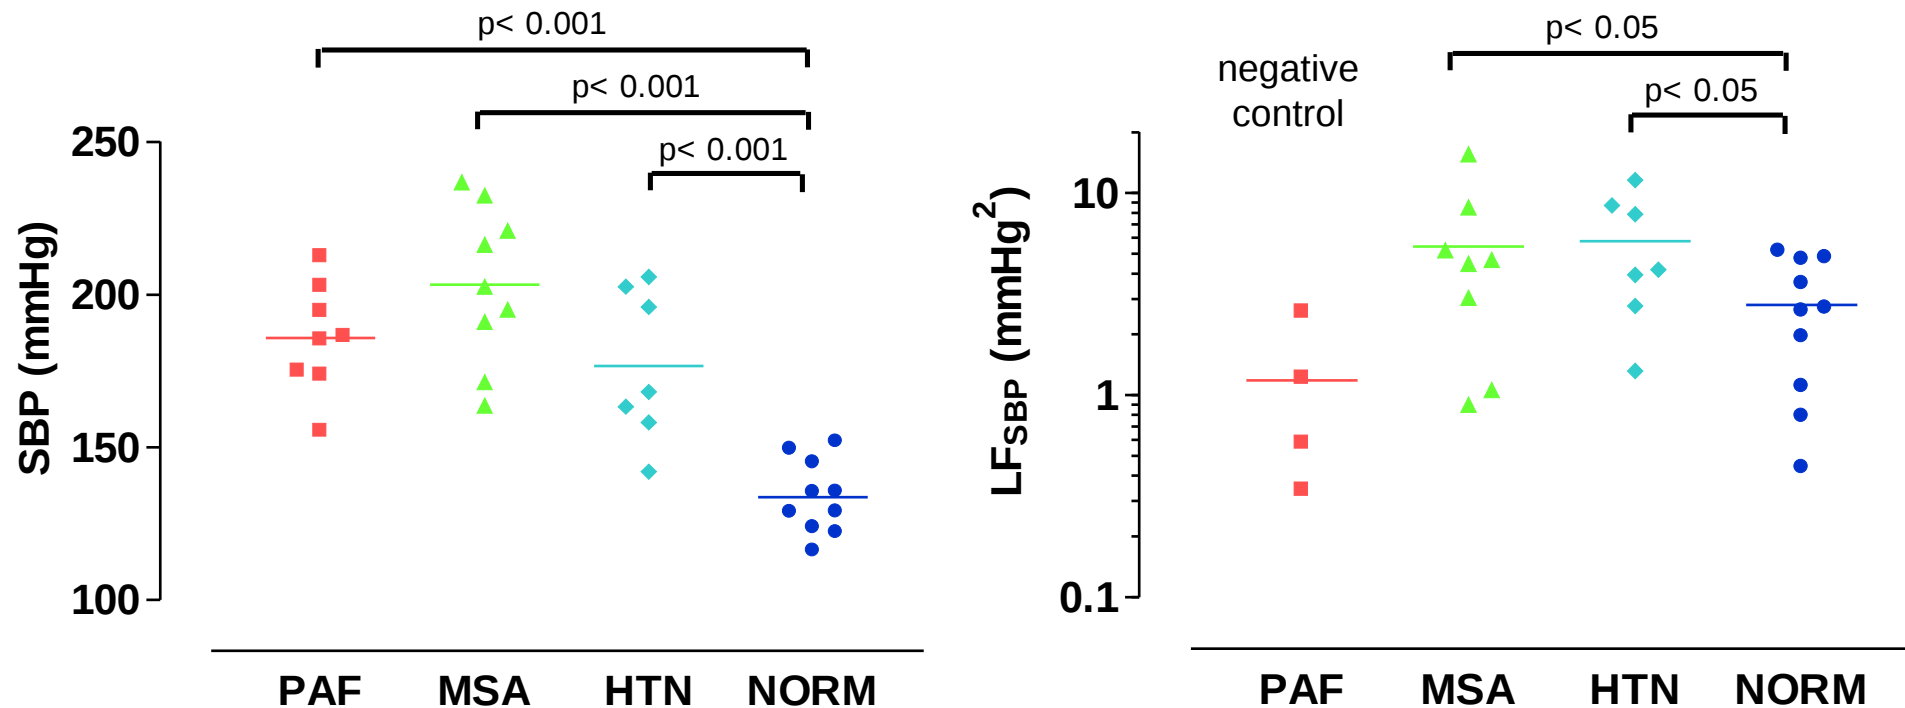 p< 0.001
p< 0.001
p< 0.001
250
200
150
100
SBP (mmHg)
PAF MSA HTN NORM
p< 0.05
p< 0.05
negative
control
10
1
0.1
LFSBP (mmHg2)
PAF MSA HTN NORM